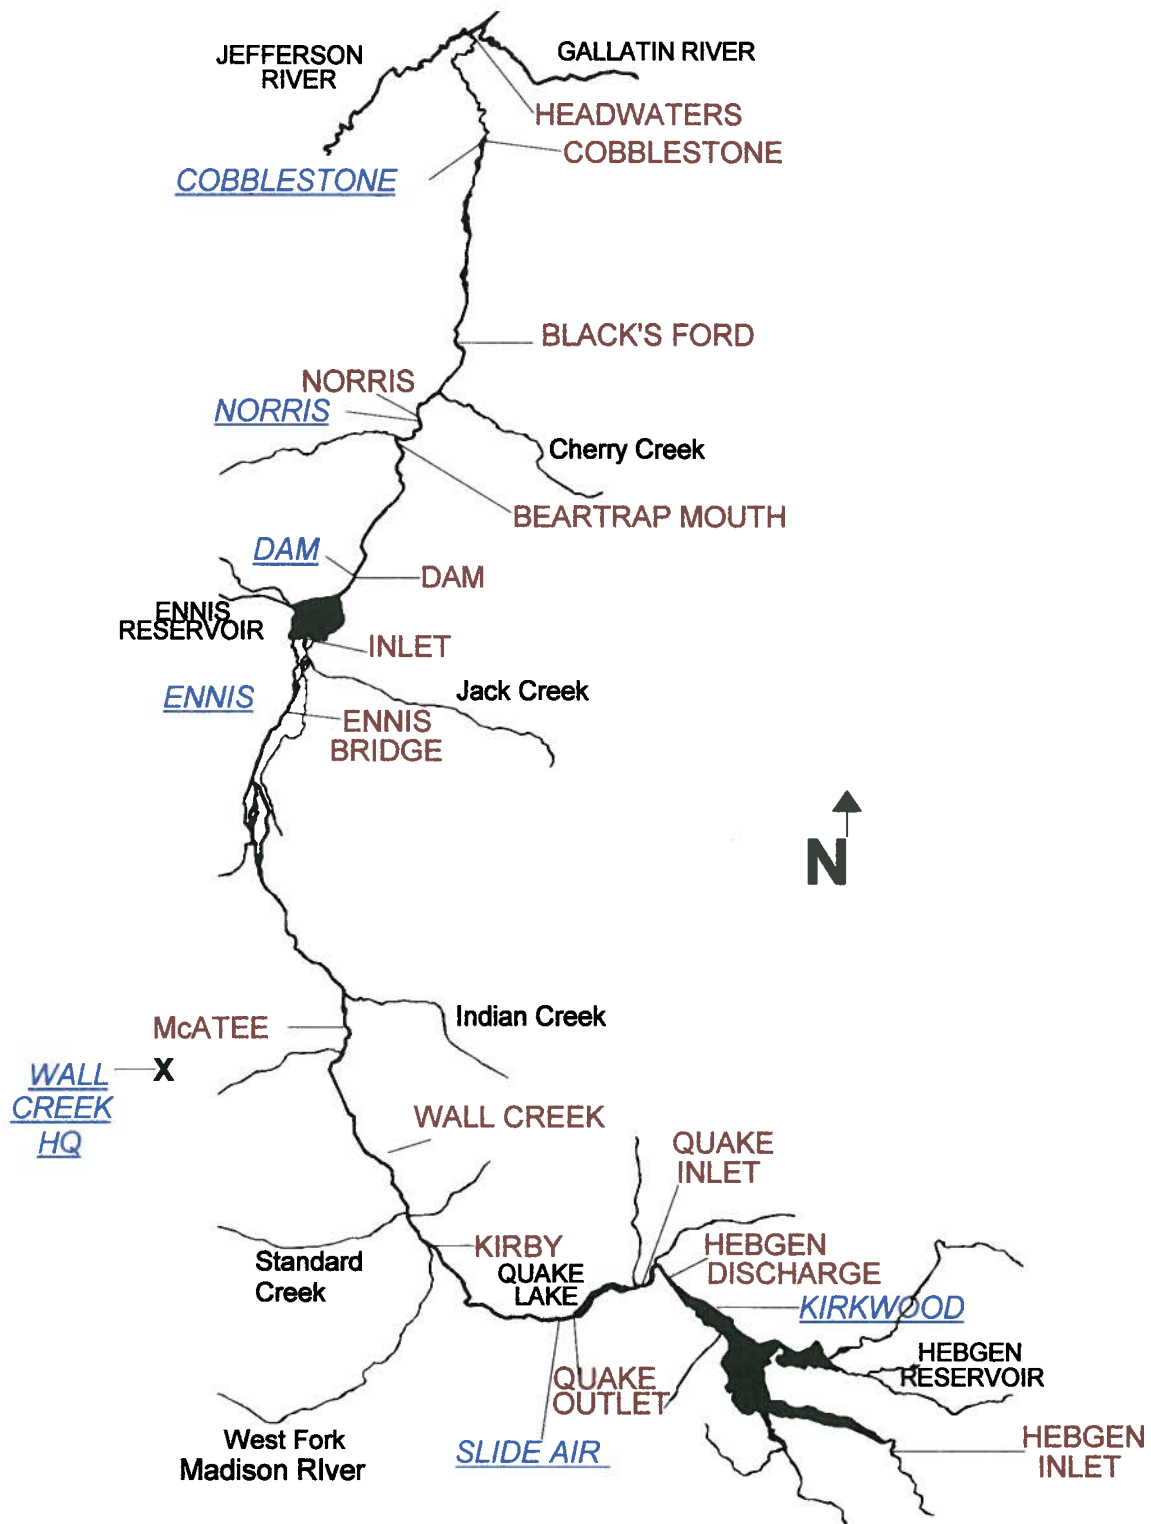 JEFFERSON
RIVER
GALLATIN RIVER
HEADWATERS
COBBLESTONE
COBBLESTONE
BLACK'S FORD
NORRIS
NORRIS
Cherry Creek
BEARTRAP MOUTH
DAM
DAM
ENNIS
RESERVOIR
INLET
Jack Creek
ENNIS
ENNIS
BRIDGE
N
Indian Creek
McATEE
X
WALL
CREEK
HQ
WALL CREEK
QUAKE
INLET
KIRBY
HEBGEN
DISCHARGE
Standard
Creek
QUAKE
LAKE
KIRKWOOD
HEBGEN
RESERVOIR
QUAKE
OUTLET
West Fork
Madison RIver
SLIDE AIR
HEBGEN
INLET